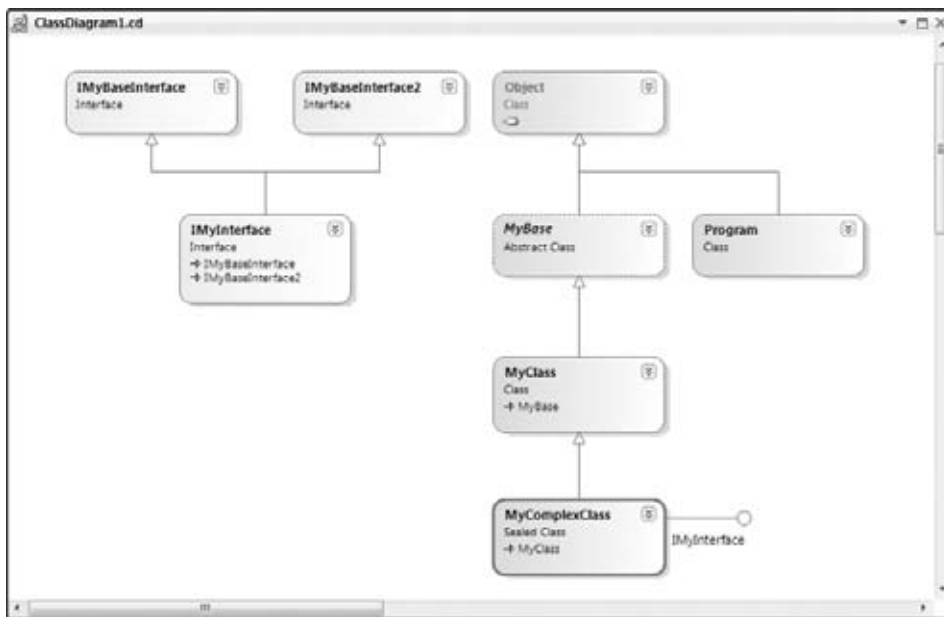 ClassDiagram1.cd
IMyBaseInterface
Interface
IMyBaseInterface2
Interface
Object
Class
IMyInterface
Interface
IMyBaseInterface
IMyBaseInterface2
MyBase
Abstract Class
Program
Class
MyClass
Class
MyBase
MyComplexClass
Sealed Class
MyClass
IMyInterface